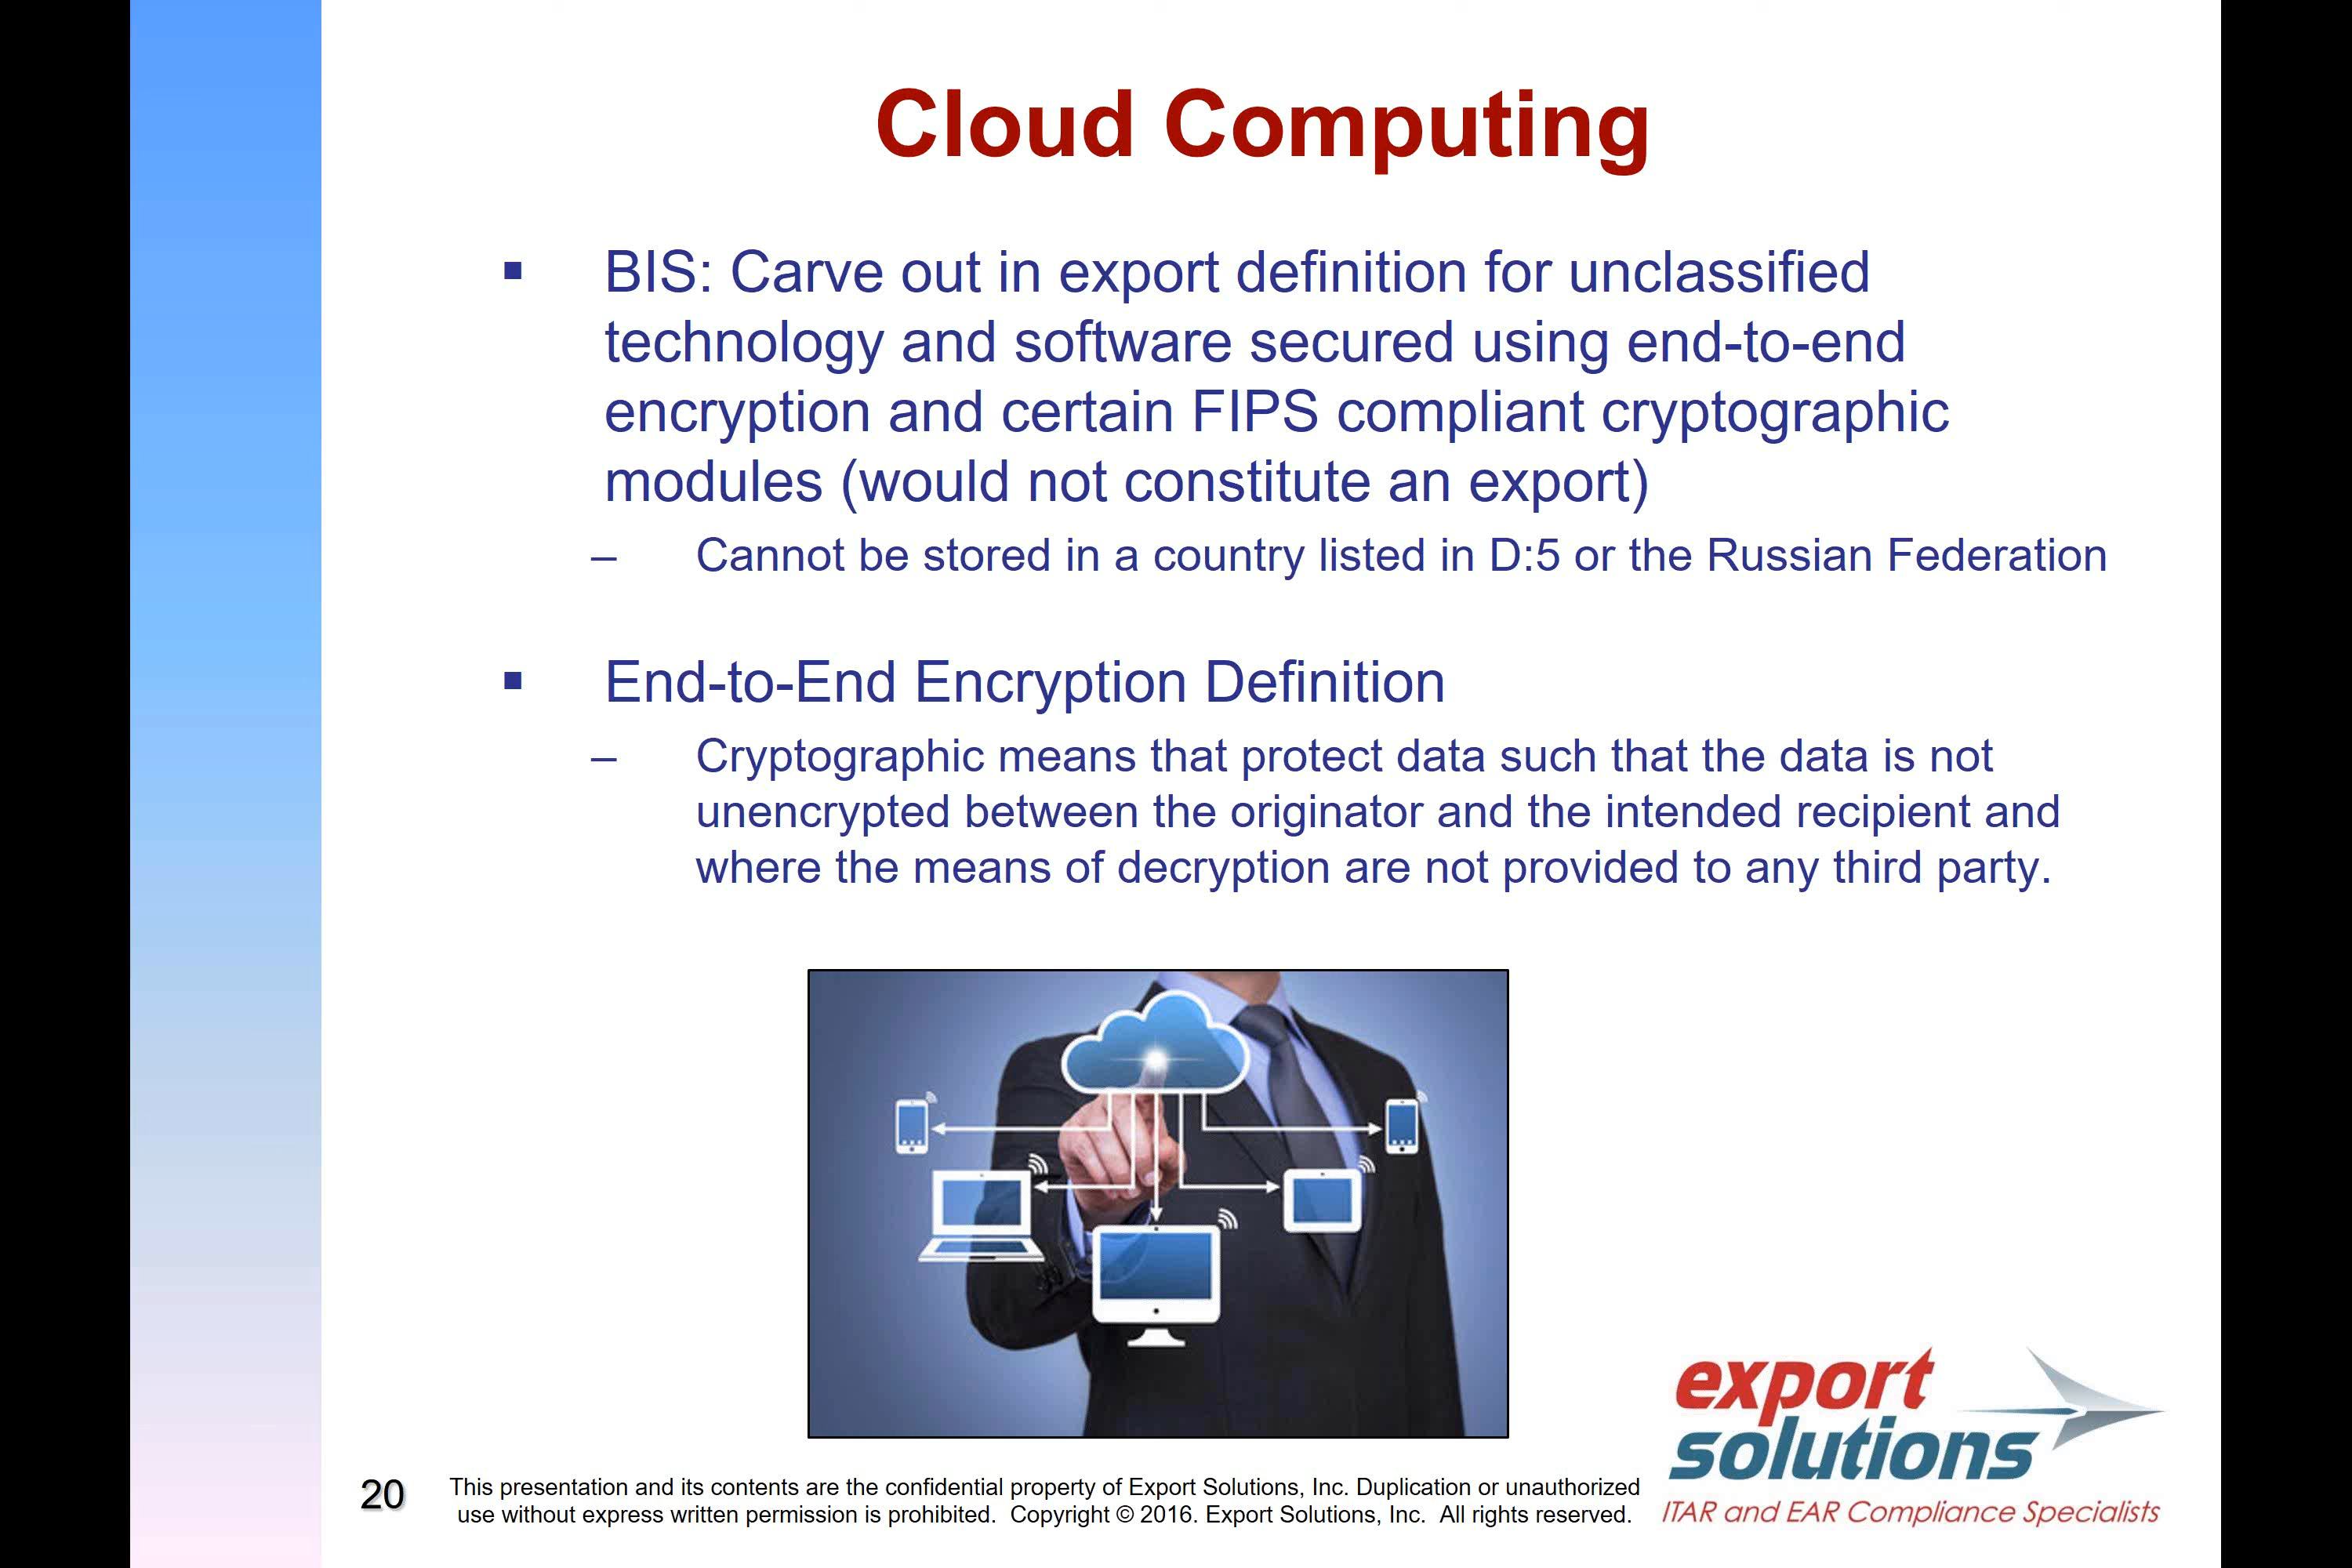 Cloud Computing
▪ BIS: Carve out in export definition for unclassified
technology and software secured using end-to-end
encryption and certain FIPS compliant cryptographic
modules (would not constitute an export)
– Cannot be stored in a country listed in D:5 or the Russian Federation
▪ End-to-End Encryption Definition
– Cryptographic means that protect data such that the data is not
unencrypted between the originator and the intended recipient and
where the means of decryption are not provided to any third party.
export
solutions
ITAR and EAR Compliance Specialists
20
This presentation and its contents are the confidential property of Export Solutions, Inc. Duplication or unauthorized
use without express written permission is prohibited. Copyright © 2016. Export Solutions, Inc. All rights reserved.